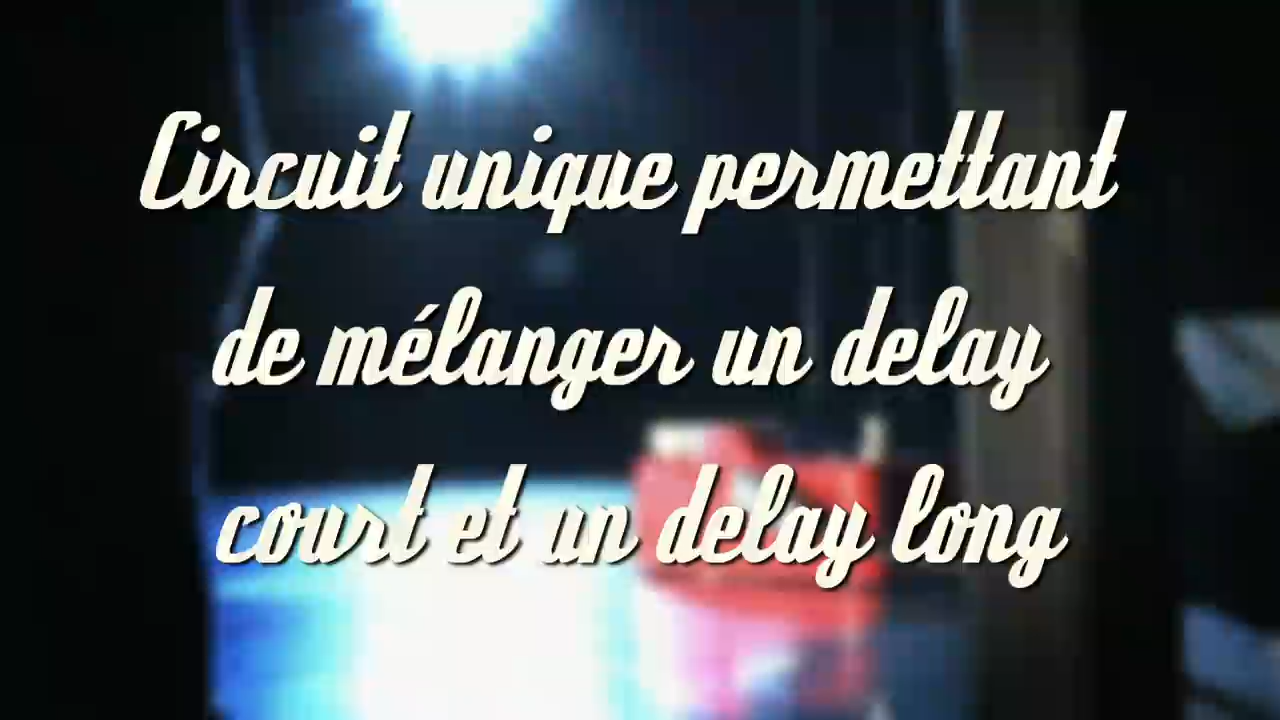 Circuit unique permettant
de mélanger un delay
court et un delay long